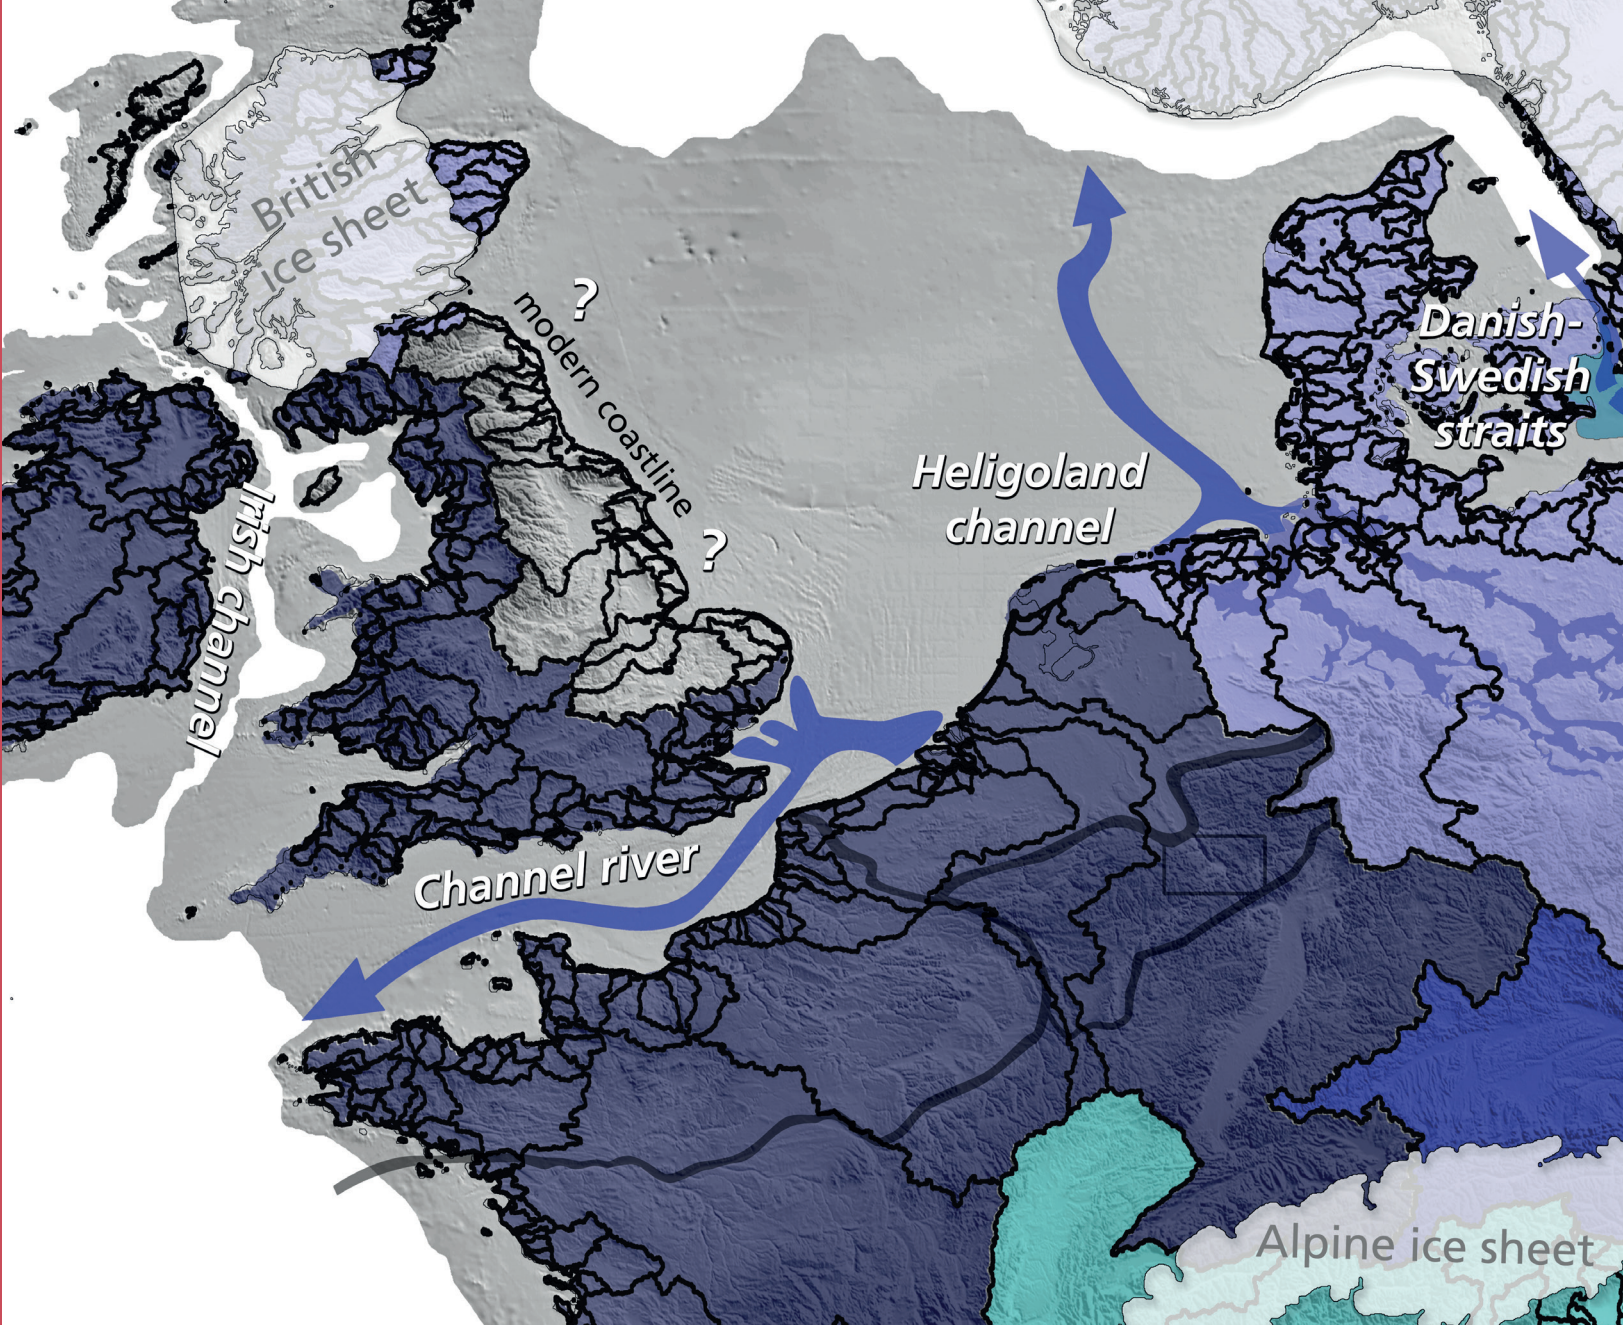 British
ice sheet
?
modern coastline
?
Danish-
Swedish
straits
Heligoland
channel
Irish channel
Channel river
Alpine ice sheet